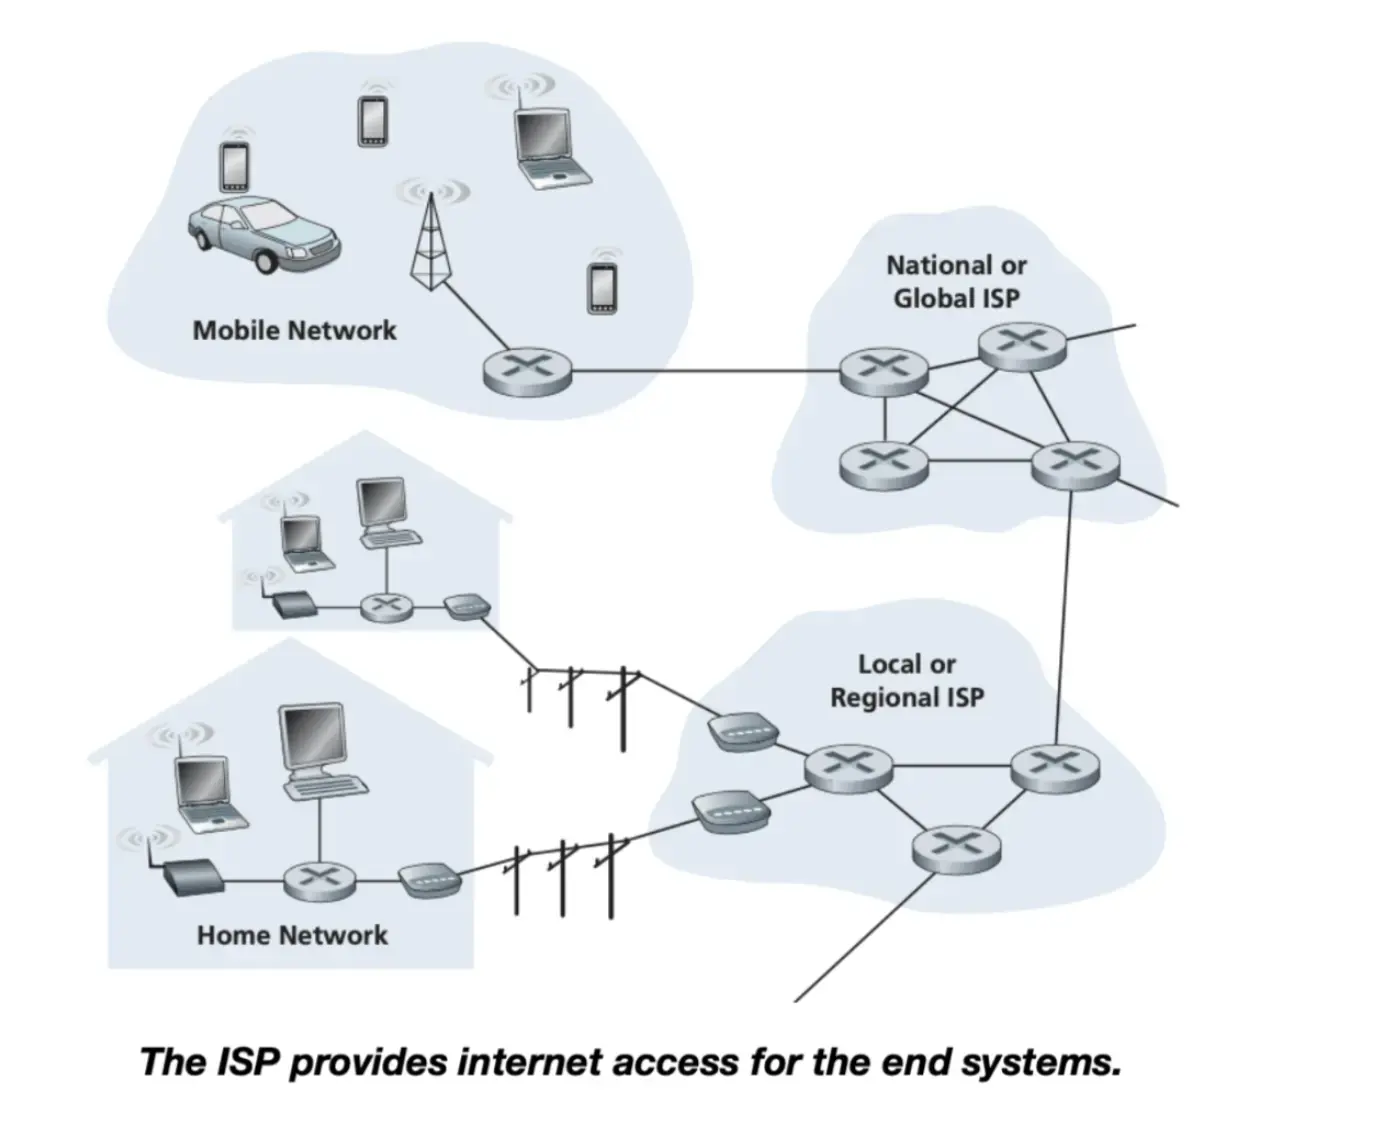 National or
Global ISP
Mobile Network
Local or
Regional ISP
Home Network
The ISP provides internet access for the end systems.